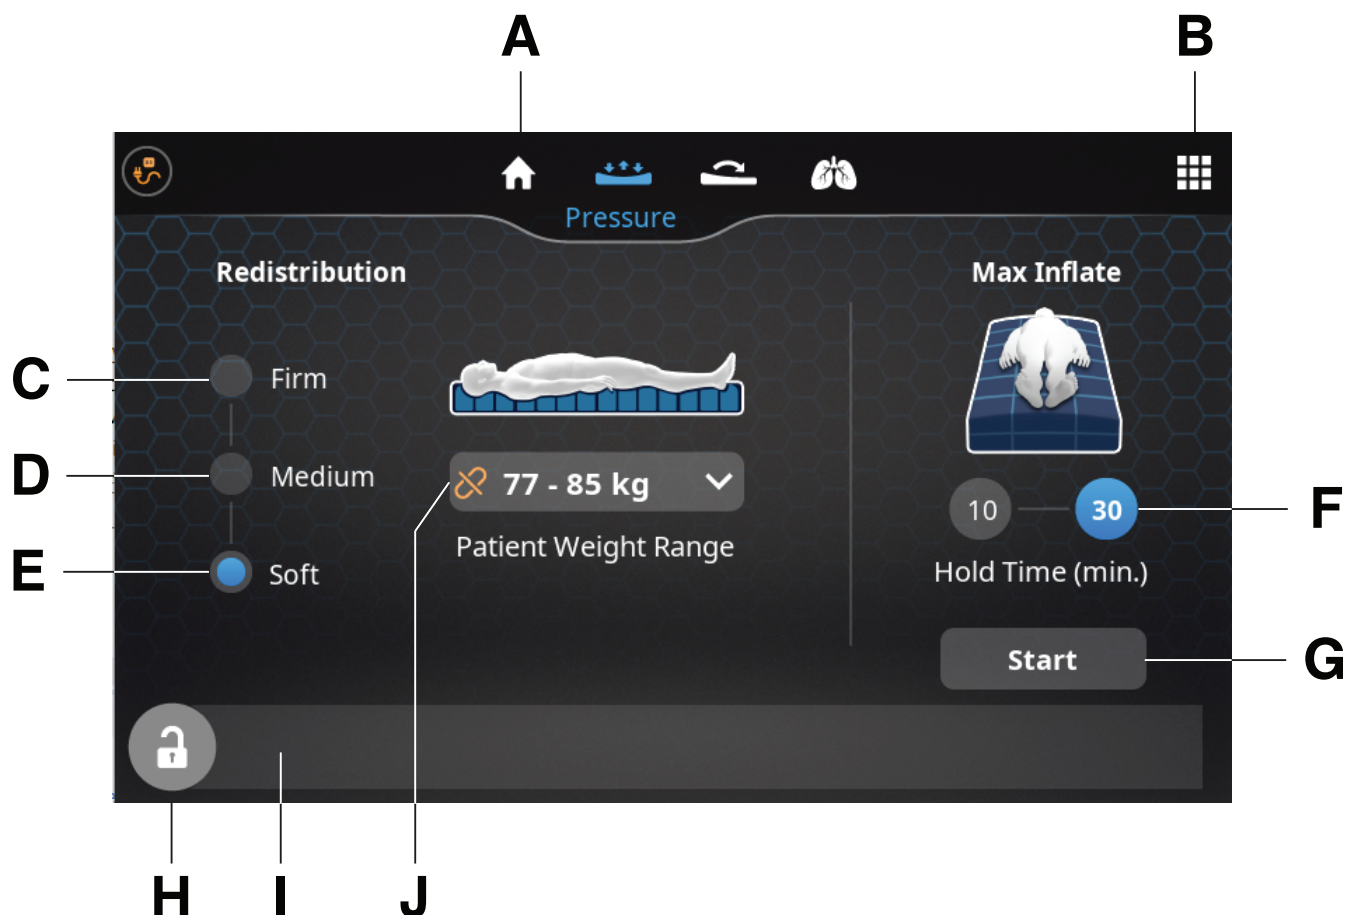 A
B
Pressure
Redistribution
Max Inflate
C
Firm
D
Medium
77 - 85 kg
Patient Weight Range
10
30
F
Hold Time (min.)
E
Soft
Start
G
H
I
J